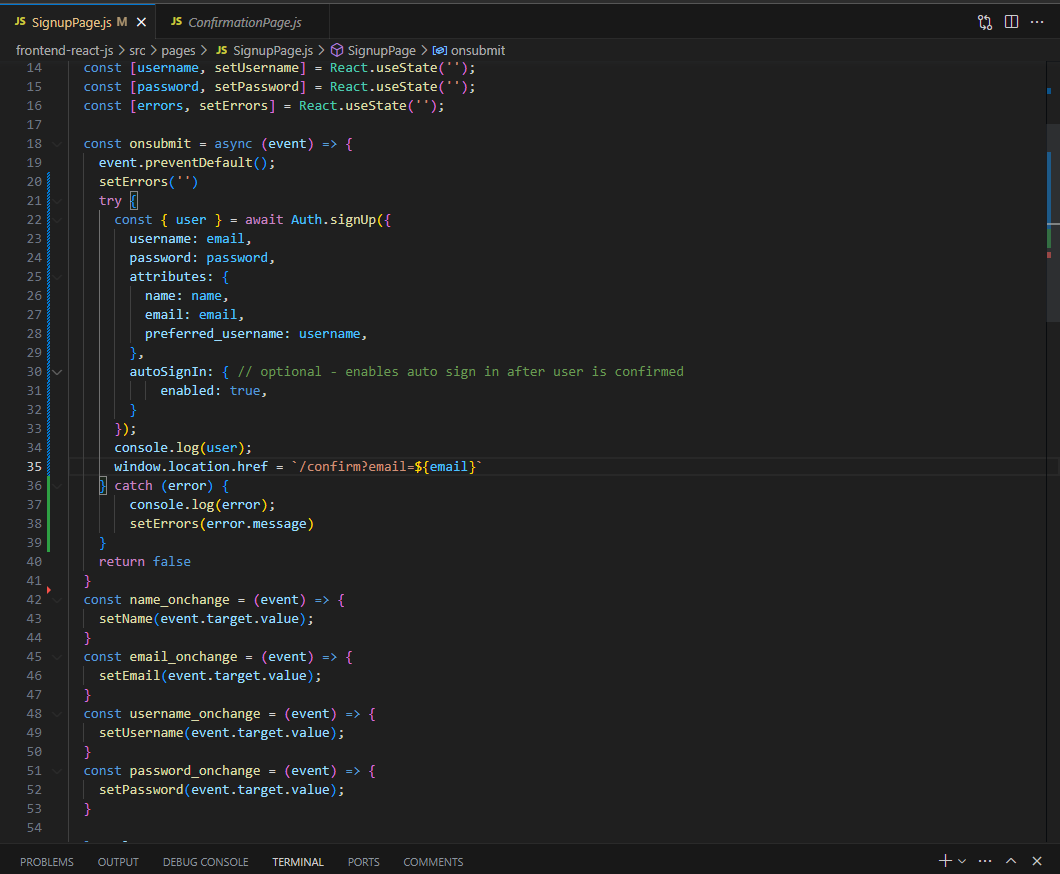 JS SignupPage.js M ×
JS ConfirmationPage.js
frontend-react-js > src > pages > JS SignupPage.js > SignupPage > onsubmit
14 const [username, setUsername] = React.useState('');
15 const [password, setPassword] = React.useState('');
16 const [errors, setErrors] = React.useState('');
17
18 const onsubmit = async (event) => {
19 event.preventDefault();
20 setErrors('')
21 try {
22 const { user } = await Auth.signUp({
23 username: email,
24 password: password,
25 attributes: {
26 name: name,
27 email: email,
28 preferred_username: username,
29 },
30 autoSignIn: { // optional - enables auto sign in after user is confirmed
31 enabled: true,
32 }
33 });
34 console.log(user);
35 window.location.href = `/confirm?email=${email}`
36 } catch (error) {
37 console.log(error);
38 setErrors(error.message)
39 }
40 return false
41 }
42 const name_onchange = (event) => {
43 setName(event.target.value);
44 }
45 const email_onchange = (event) => {
46 setEmail(event.target.value);
47 }
48 const username_onchange = (event) => {
49 setUsername(event.target.value);
50 }
51 const password_onchange = (event) => {
52 setPassword(event.target.value);
53 }
54
PROBLEMS OUTPUT DEBUG CONSOLE TERMINAL PORTS COMMENTS